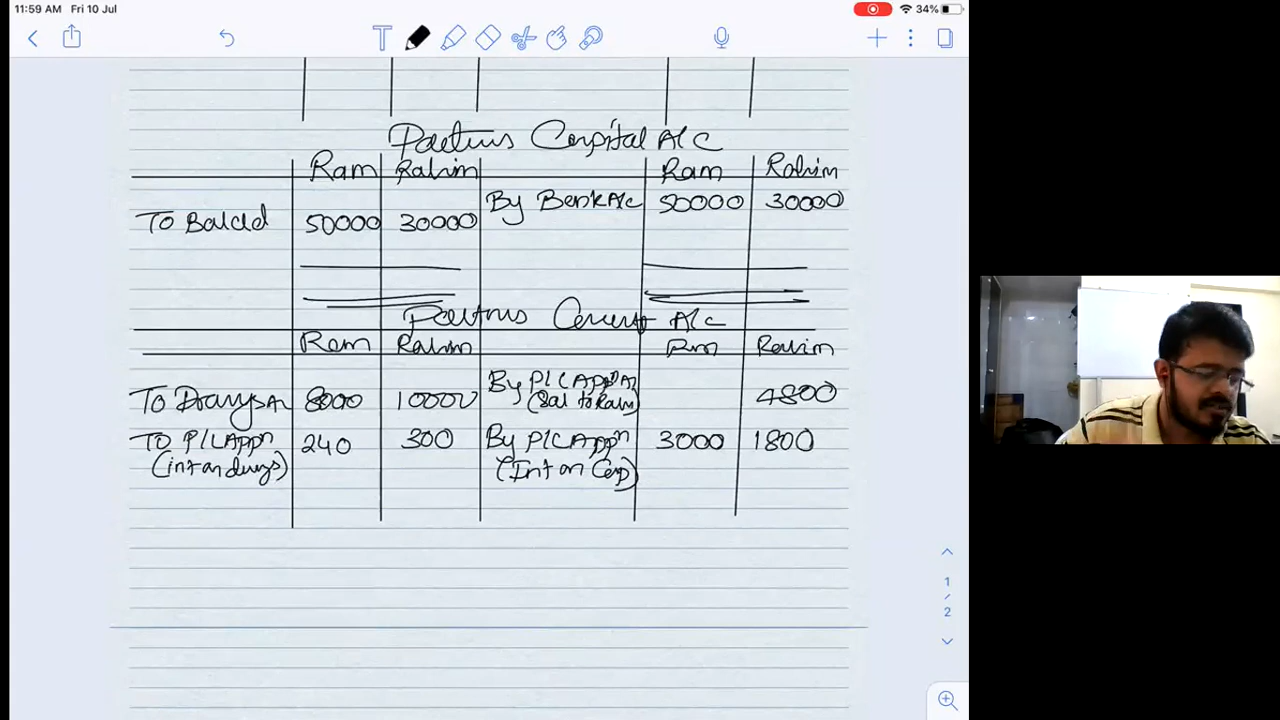 11:59 AM Fri 10 Jul 34%
Partners Capital A/C
Ram Rahim Ram Rahim
By Bank A/c 50000 30000
To Bal c/d 50000 30000
Partners Current A/C
Ram Rahim Ram Rahim
To Drawgs A/c 8000 10000 By P/L Appn A/c 4800
(Sal to Rahim)
To P/L Appn 240 300 By P/L Appn 3000 1800
(int on drwgs) (Int on Cap)
1
/
2